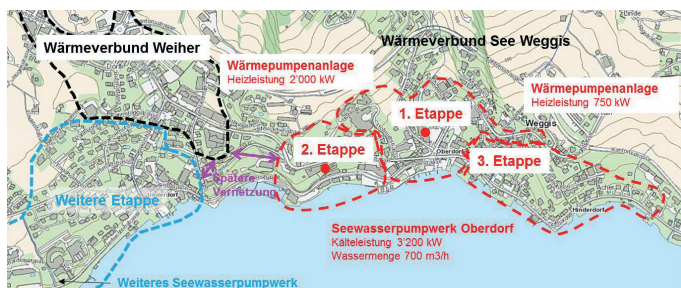 Wärmeverbund Weiher
Wärmeverbund See Weggis
Wärmepumpenanlage
Heizleistung 2'000 kW
Wärmepumpenanlage
Heizleistung 750 kW
1. Etappe
Weggis
2. Etappe
Oberdorf
3. Etappe
Spätere
Vernetzung
Weitere Etappe
Hinderdorf
Seewasserpumpwerk Oberdorf
Kälteleistung 3'200 kW
Wassermenge 700 m3/h
Weiteres Seewasserpumpwerk